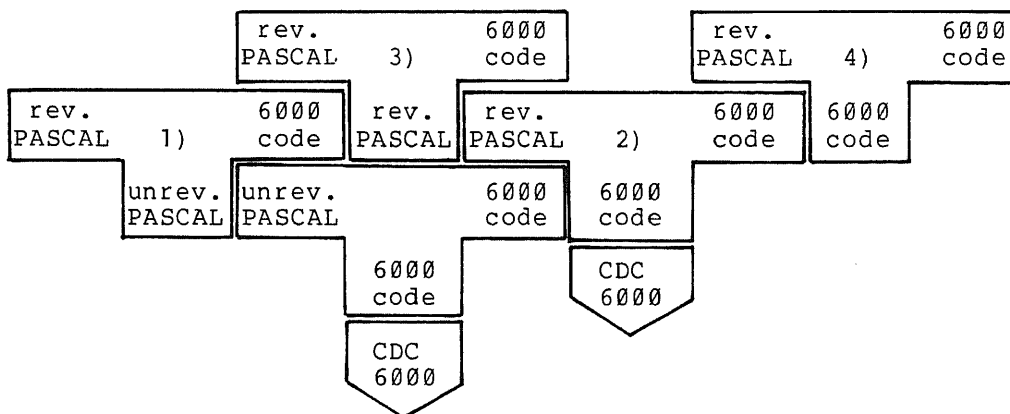 rev. 6000
PASCAL 3) code
rev. 6000
PASCAL 4) code
rev. 6000
PASCAL 1) code
rev.
PASCAL
rev. 6000
PASCAL 2) code
6000
code
unrev.
PASCAL
unrev. 6000
PASCAL code
6000
code
6000
code
CDC
6000
CDC
6000